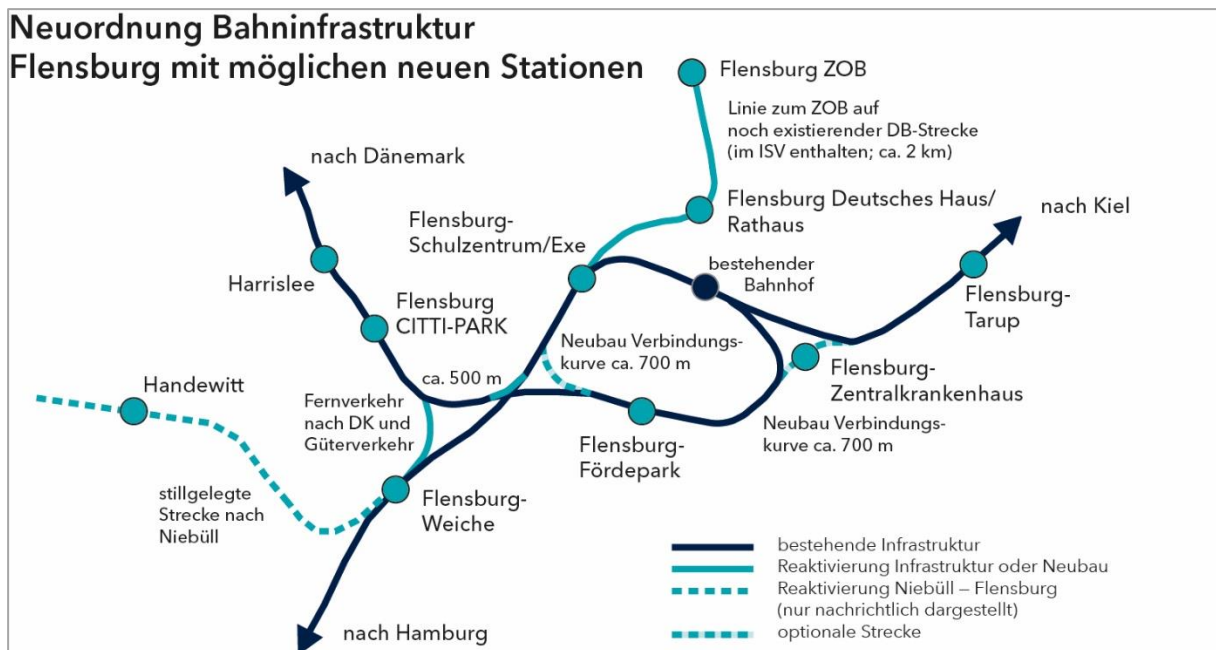 Neuordnung Bahninfrastruktur
Flensburg mit möglichen neuen Stationen
Flensburg ZOB
Linie zum ZOB auf
noch existierender DB-Strecke
(im ISV enthalten; ca. 2 km)
nach Dänemark
Flensburg-
Schulzentrum/Exe
Flensburg Deutsches Haus/
Rathaus
nach Kiel
bestehender
Bahnhof
Harrislee
Flensburg-
Tarup
Flensburg
CITTI-PARK
Neubau Verbindungs-
kurve ca. 700 m
ca. 500 m
Flensburg-
Zentralkrankenhaus
Handewitt
Fernverkehr
nach DK und
Güterverkehr
Flensburg-
Fördepark
Neubau Verbindungs-
kurve ca. 700 m
stillgelegte
Strecke nach
Niebüll
Flensburg-
Weiche
nach Hamburg
bestehende Infrastruktur
Reaktivierung Infrastruktur oder Neubau
Reaktivierung Niebüll – Flensburg
(nur nachrichtlich dargestellt)
optionale Strecke